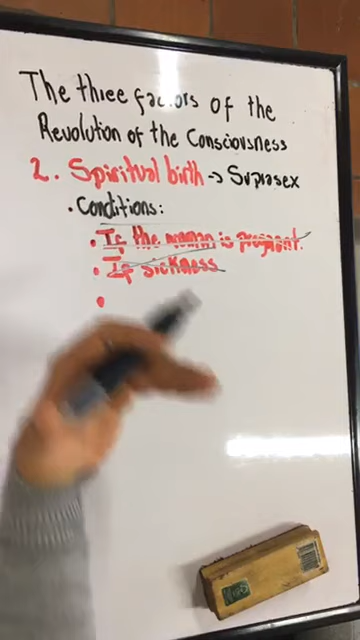 The three factors of the
Revolution of the Consciousness
2. Spiritual birth → Suprasex
• Conditions:
• If the woman is pregnant.
• If sickness
•